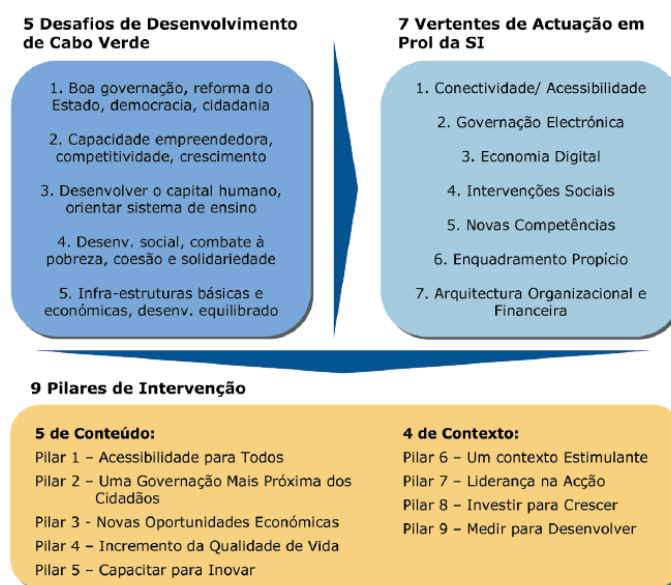 5 Desafios de Desenvolvimento
de Cabo Verde
1. Boa governação, reforma do
Estado, democracia, cidadania
2. Capacidade empreendedora,
competitividade, crescimento
3. Desenvolver o capital humano,
orientar sistema de ensino
4. Desenv. social, combate à
pobreza, coesão e solidariedade
5. Infra-estruturas básicas e
económicas, desenv. equilibrado
7 Vertentes de Actuação em
Prol da SI
1. Conectividade/ Acessibilidade
2. Governação Electrónica
3. Economia Digital
4. Intervenções Sociais
5. Novas Competências
6. Enquadramento Propício
7. Arquitectura Organizacional e
Financeira
9 Pilares de Intervenção
5 de Conteúdo:
Pilar 1 – Acessibilidade para Todos
Pilar 2 – Uma Governação Mais Próxima dos
Cidadãos
Pilar 3 - Novas Oportunidades Económicas
Pilar 4 – Incremento da Qualidade de Vida
Pilar 5 – Capacitar para Inovar
4 de Contexto:
Pilar 6 – Um contexto Estimulante
Pilar 7 – Liderança na Acção
Pilar 8 – Investir para Crescer
Pilar 9 – Medir para Desenvolver